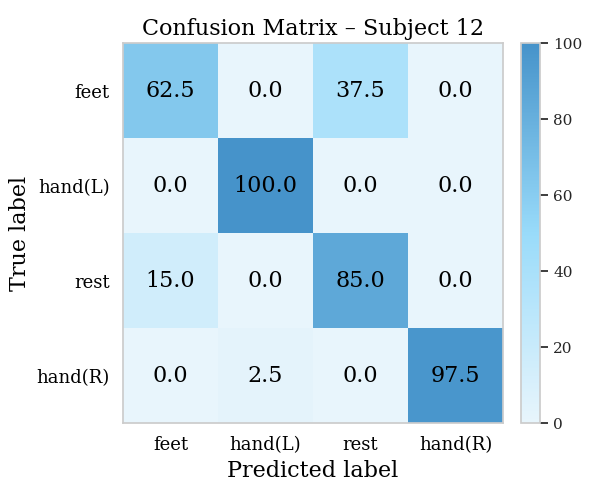 Confusion Matrix – Subject 12
feet 62.5 0.0 37.5 0.0
hand(L) 0.0 100.0 0.0 0.0
rest 15.0 0.0 85.0 0.0
hand(R) 0.0 2.5 0.0 97.5
feet hand(L) rest hand(R)
Predicted label
True label
100
80
60
40
20
0